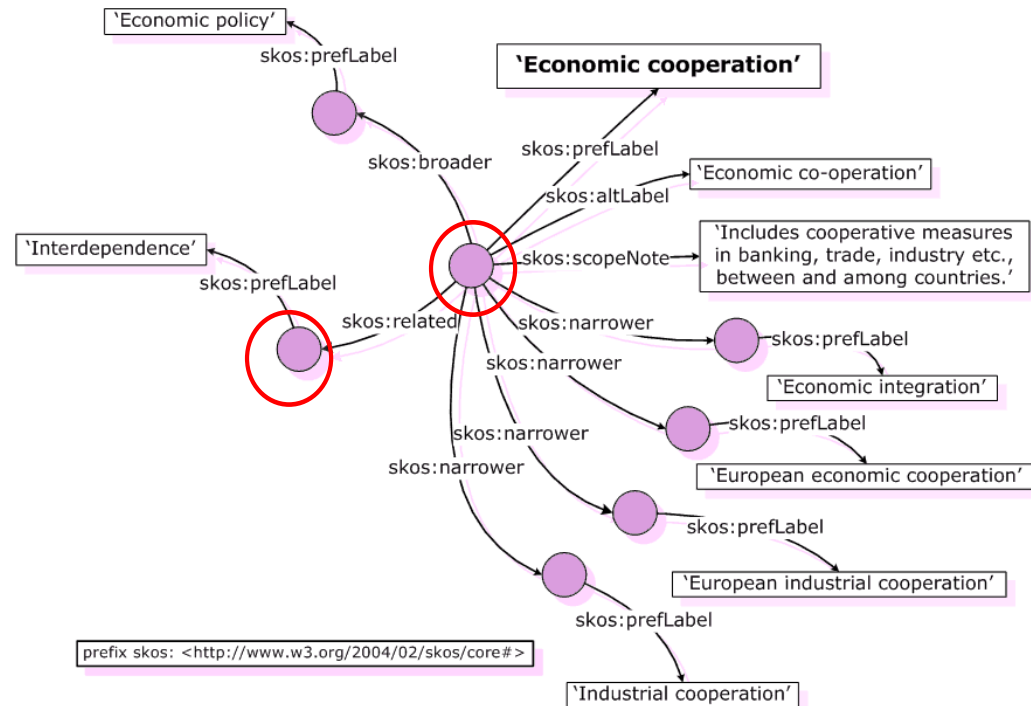 ‘Economic policy’
skos:prefLabel
‘Economic cooperation’
skos:prefLabel
skos:broader
‘Economic co-operation’
skos:altLabel
‘Interdependence’
‘Includes cooperative measures
in banking, trade, industry etc.,
between and among countries.’
skos:scopeNote
skos:prefLabel
skos:related
skos:narrower
skos:prefLabel
skos:narrower
‘Economic integration’
skos:prefLabel
skos:narrower
skos:narrower
‘European economic cooperation’
skos:prefLabel
‘European industrial cooperation’
skos:prefLabel
prefix skos: <http://www.w3.org/2004/02/skos/core#>
‘Industrial cooperation’